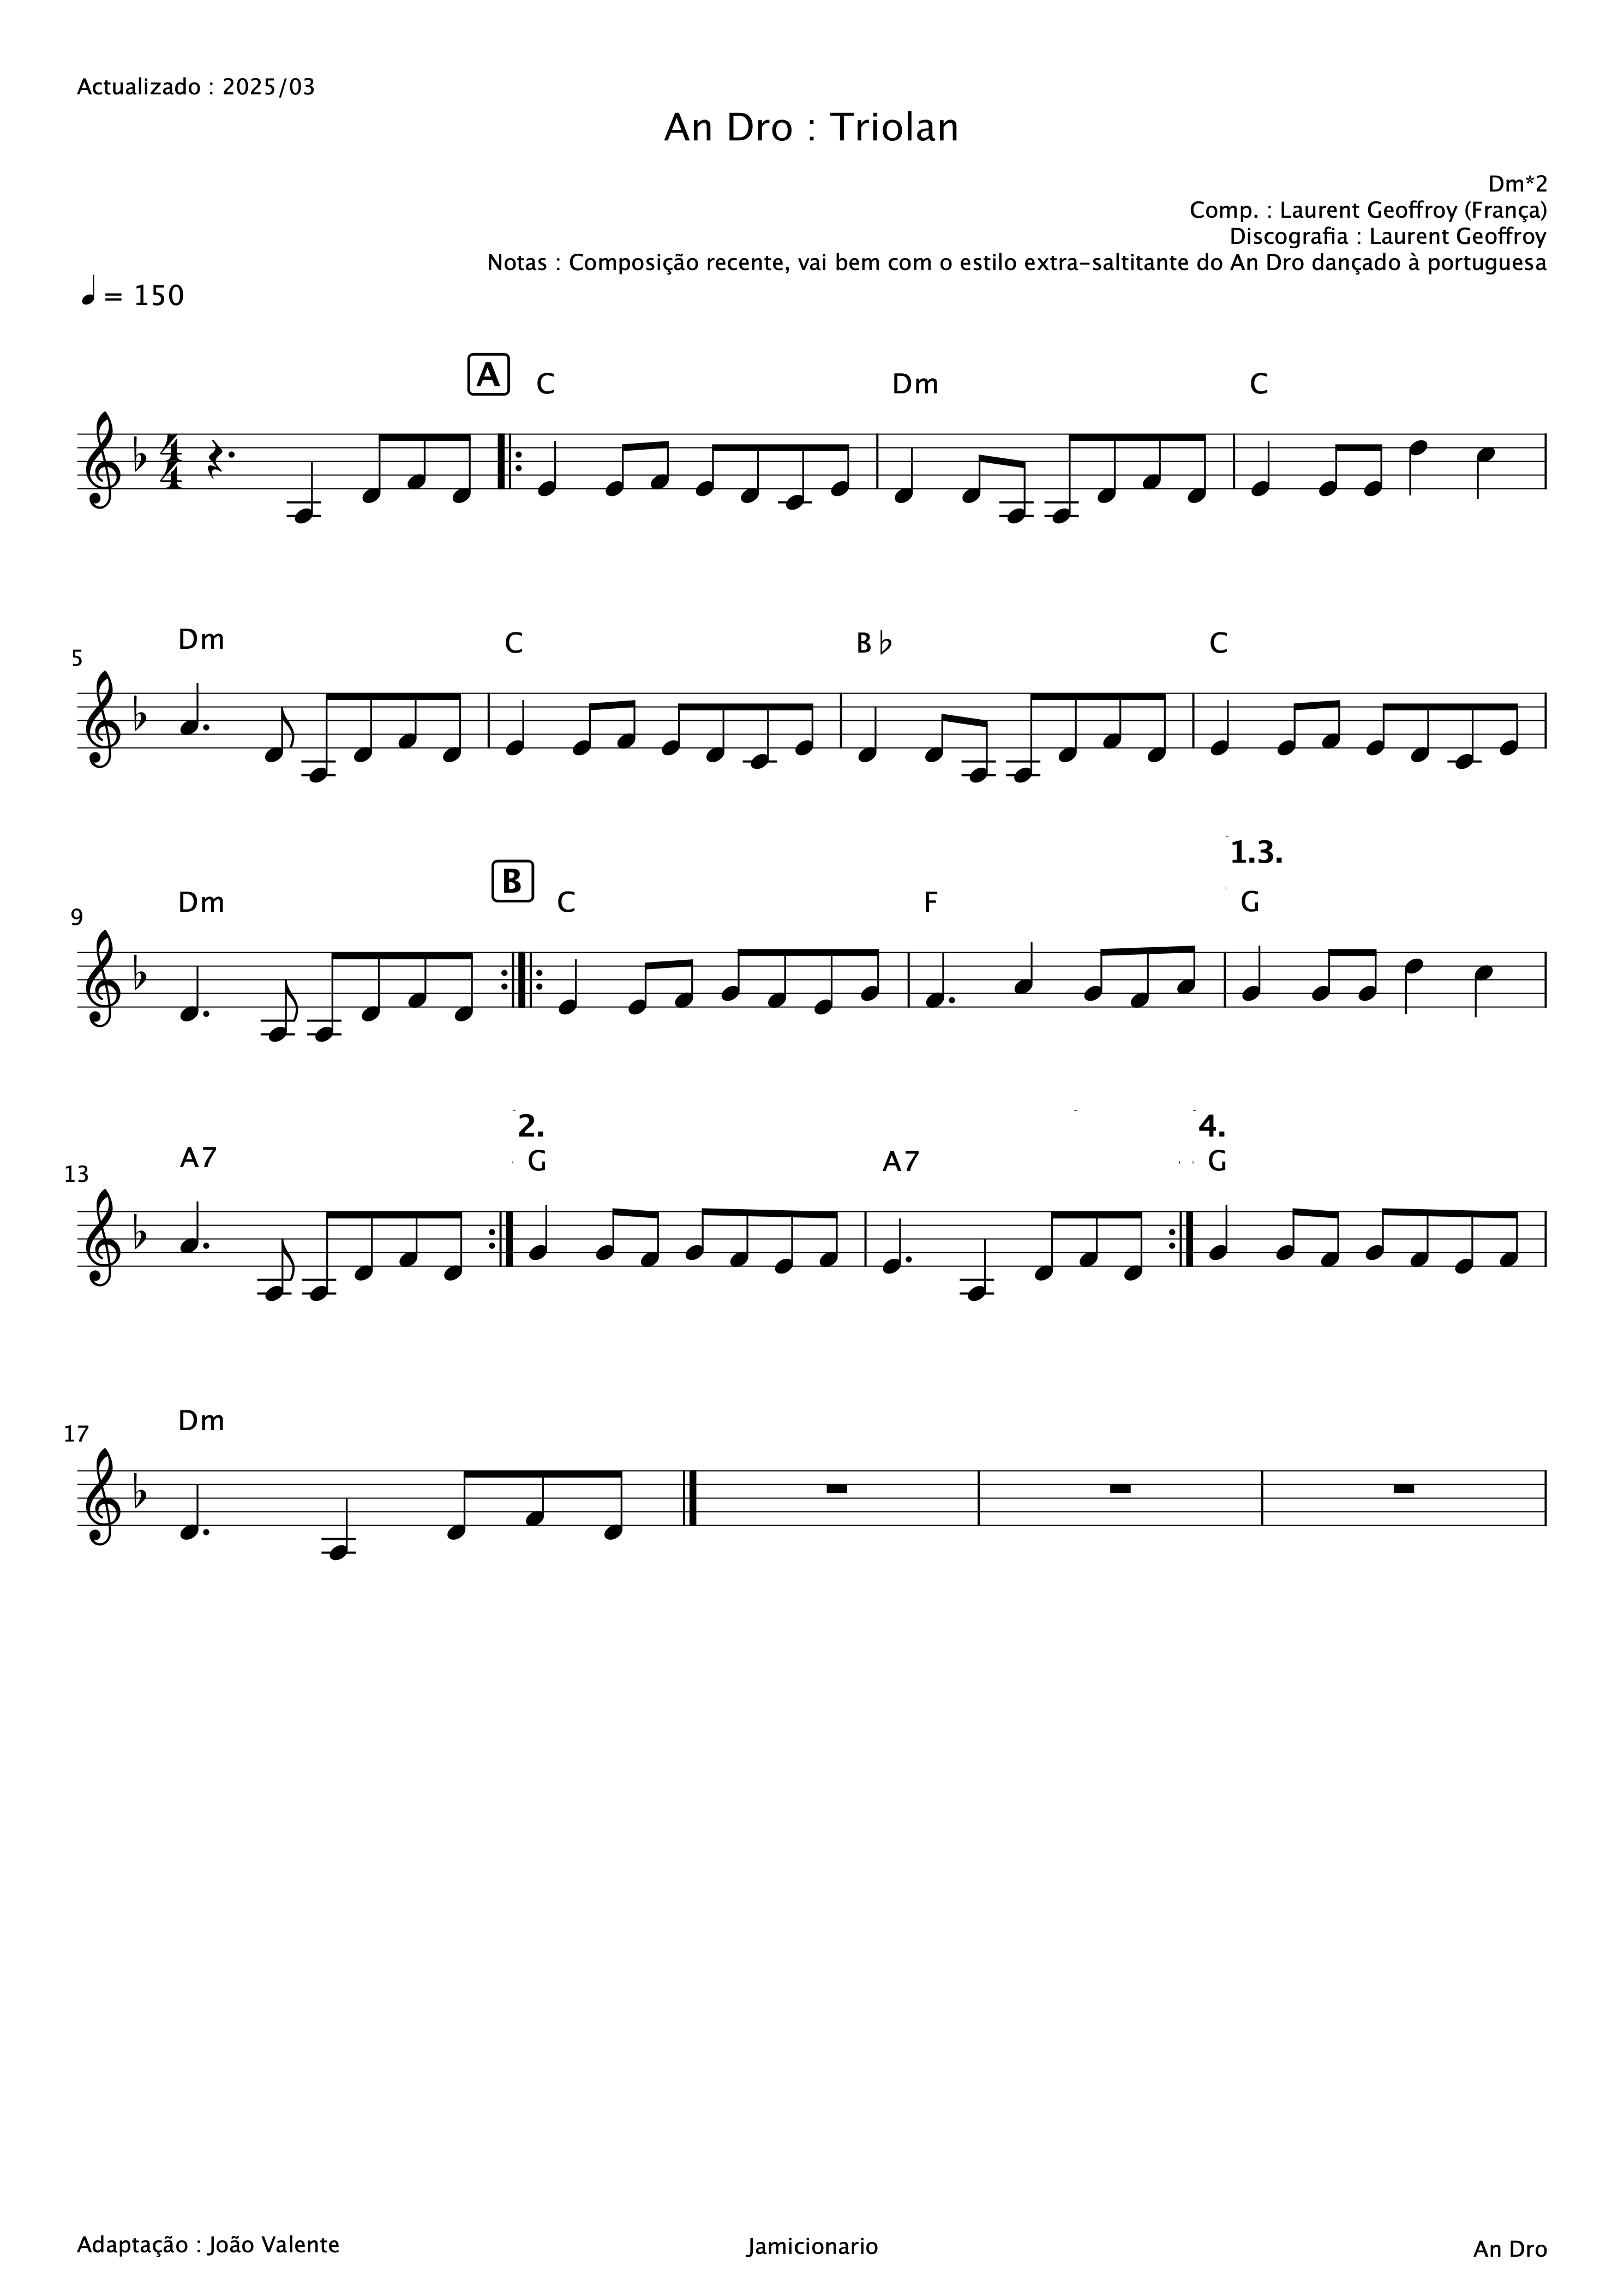 Actualizado : 2025/03
An Dro : Triolan
Dm*2
Comp. : Laurent Geoffroy (França)
Discografia : Laurent Geoffroy
Notas : Composição recente, vai bem com o estilo extra-saltitante do An Dro dançado à portuguesa
= 150
A C Dm C
4
4
5 Dm C B♭ C
1.3.
9 Dm B C F G
2. 4.
13 A7 G A7 G
17 Dm
Adaptação : João Valente Jamicionario An Dro